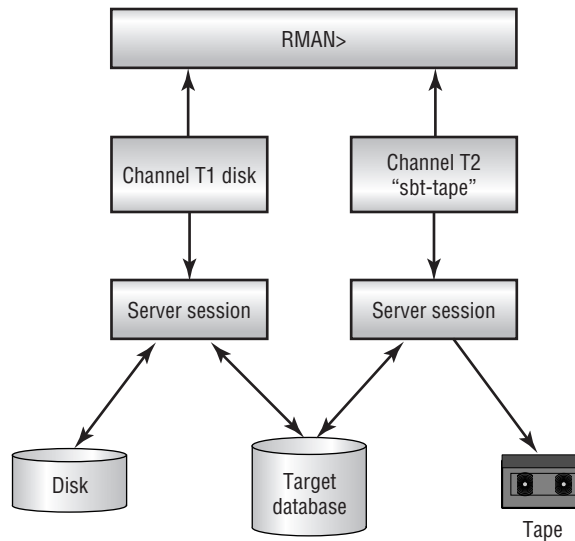 RMAN>
Channel T1 disk
Channel T2
“sbt-tape”
Server session
Server session
Disk
Target
database
Tape